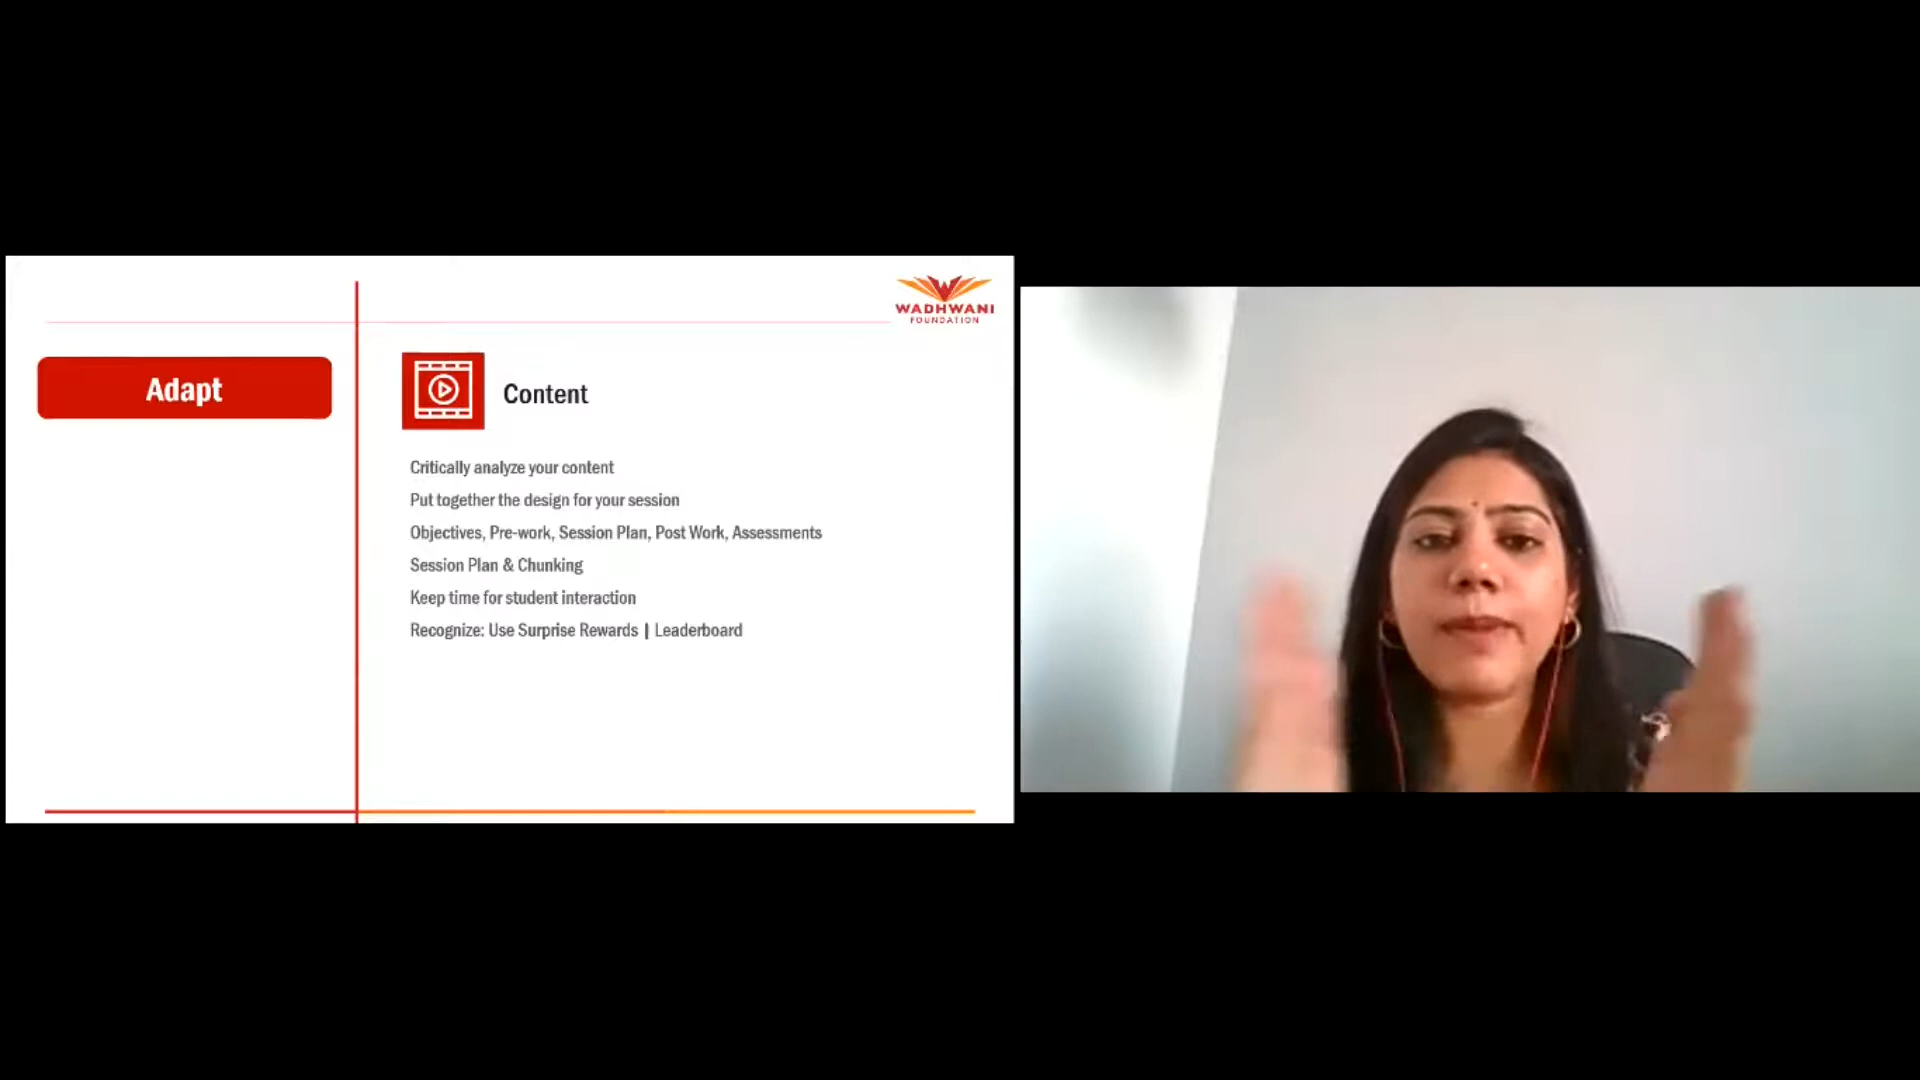 WADHWANI
FOUNDATION
Adapt
Content
Critically analyze your content
Put together the design for your session
Objectives, Pre-work, Session Plan, Post Work, Assessments
Session Plan & Chunking
Keep time for student interaction
Recognize: Use Surprise Rewards | Leaderboard